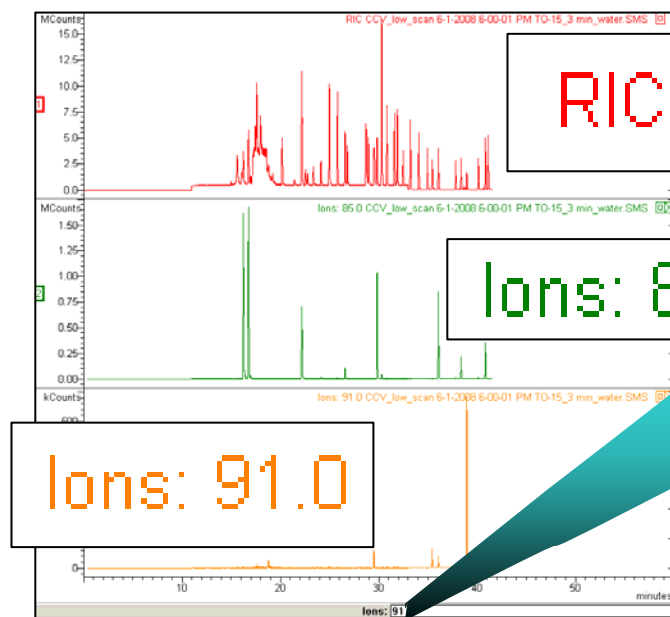 MCounts RIC CCV_low_scan 6-1-2008 6-00-01 PM TO-15_3 min_water.SMS
15.0
12.5
10.0
7.5
5.0
2.5
0.0
1
RIC
MCounts Ions: 85.0 CCV_low_scan 6-1-2008 6-00-01 PM TO-15_3 min_water.SMS
1.50
1.25
1.00
0.75
0.50
0.25
0.00
2
Ions: 8
kCounts Ions: 91.0 CCV_low_scan 6-1-2008 6-00-01 PM TO-15_3 min_water.SMS
Ions: 91.0
0
10 20 30 40 50
minutes
Ions: 91